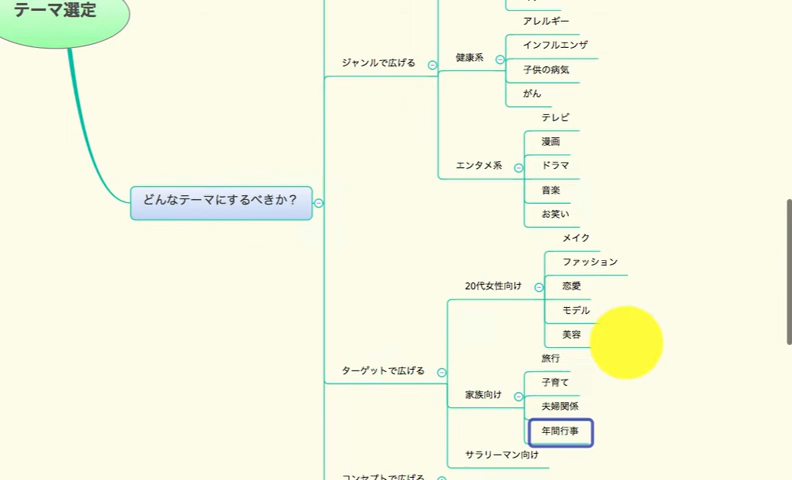 テーマ選定
アレルギー
インフルエンザ
ジャンルで広げる
健康系
子供の病気
がん
テレビ
漫画
エンタメ系
ドラマ
音楽
どんなテーマにするべきか？
お笑い
メイク
ファッション
20代女性向け
恋愛
モデル
美容
旅行
ターゲットで広げる
子育て
家族向け
夫婦関係
年間行事
サラリーマン向け
コンセプトで広げる